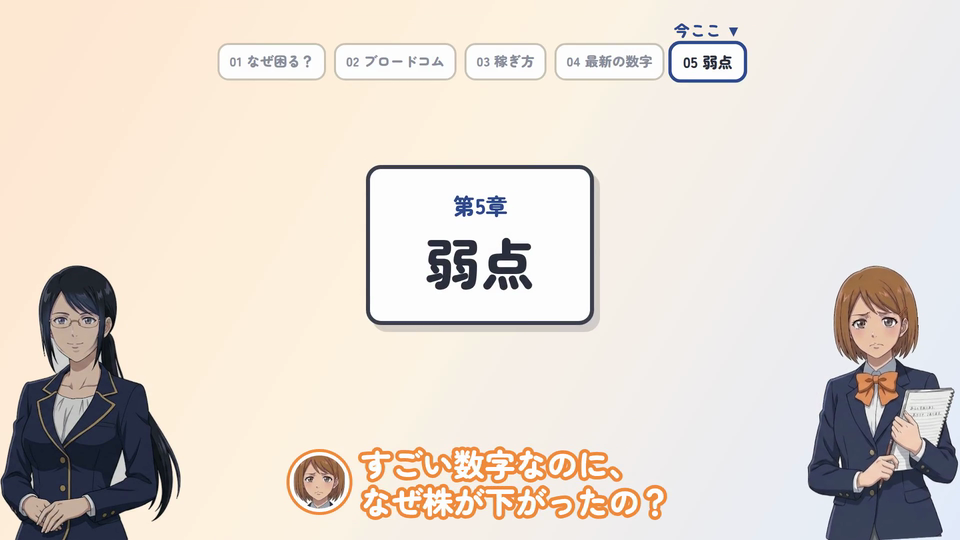 今ここ ▼
01 なぜ困る？
02 ブロードコム
03 稼ぎ方
04 最新の数字
05 弱点
第5章
弱点
すごい数字なのに、
なぜ株が下がったの？